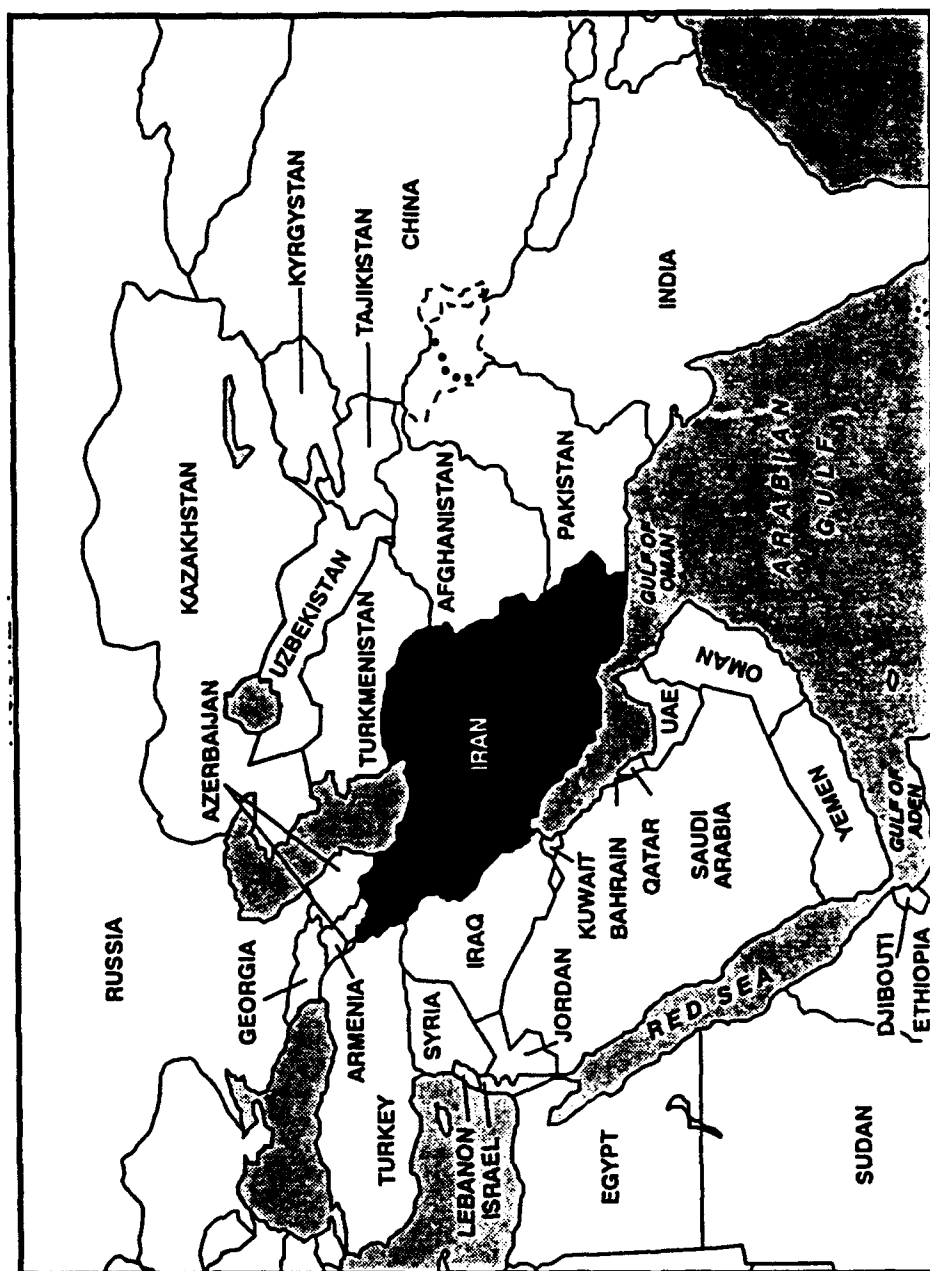 RUSSIA
KAZAKHSTAN
KYRGYSTAN
GEORGIA
AZERBAIJAN
UZBEKISTAN
TAJIKISTAN
ARMENIA
TURKMENISTAN
CHINA
TURKEY
SYRIA
IRAQ
IRAN
AFGHANISTAN
LEBANON
ISRAEL
JORDAN
KUWAIT
BAHRAIN
QATAR
PAKISTAN
EGYPT
SAUDI
ARABIA
UAE
GULF OF
OMAN
INDIA
RED SEA
OMAN
ARABIAN
GULF
YEMEN
SUDAN
DJIBOUTI
ETHIOPIA
GULF OF
ADEN